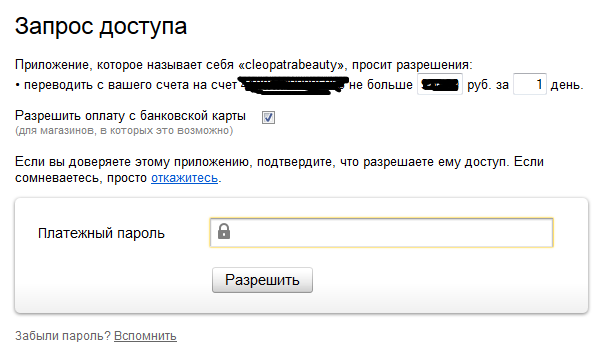 Запрос доступа
Приложение, которое называет себя «cleopatrabeauty», просит разрешения:
• переводить с вашего счета на счет не больше руб. за 1 день.
Разрешить оплату с банковской карты
(для магазинов, в которых это возможно)
Если вы доверяете этому приложению, подтвердите, что разрешаете ему доступ. Если
сомневаетесь, просто откажитесь.
Платежный пароль
Разрешить
Забыли пароль? Вспомнить